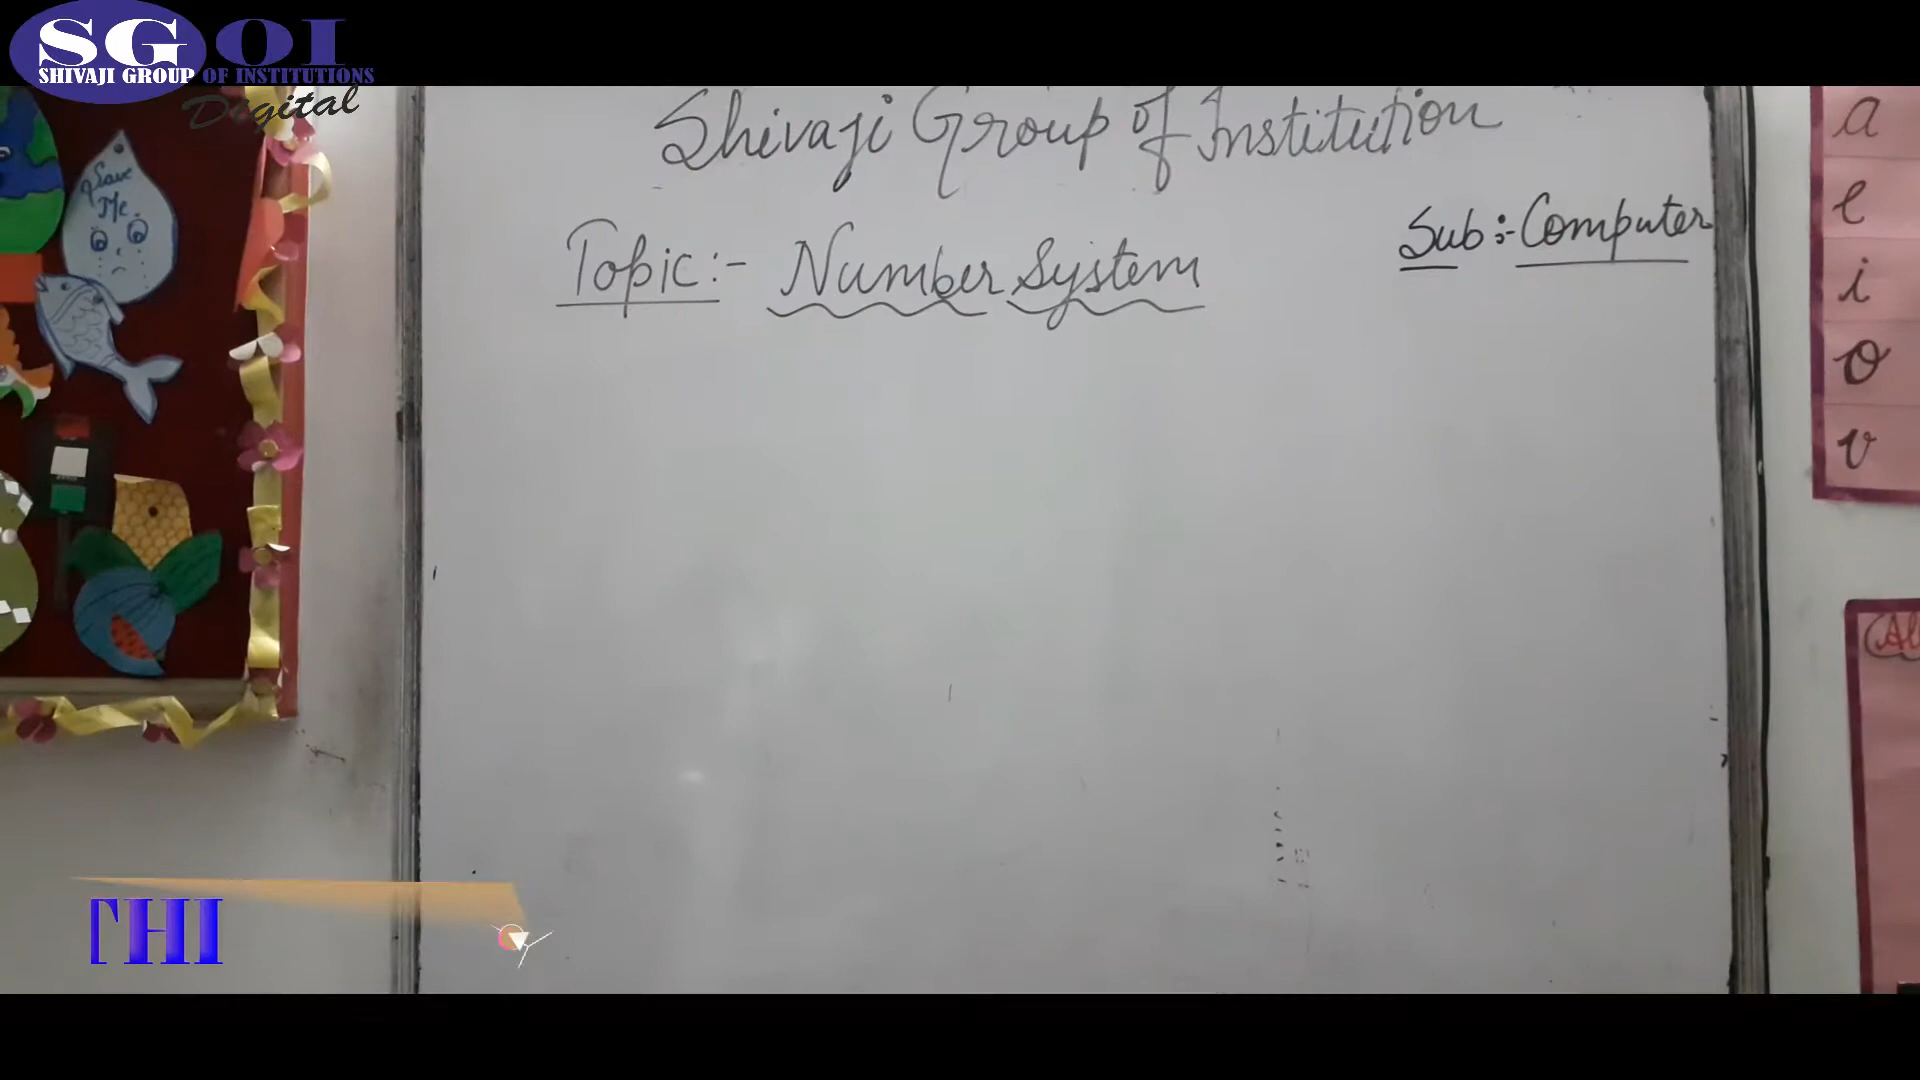 SGOI
SHIVAJI GROUP OF INSTITUTIONS
Digital
Shivaji Group of Institution
Sub:- Computer
Topic:- Number System
Save
Me
a
e
i
o
v
THI